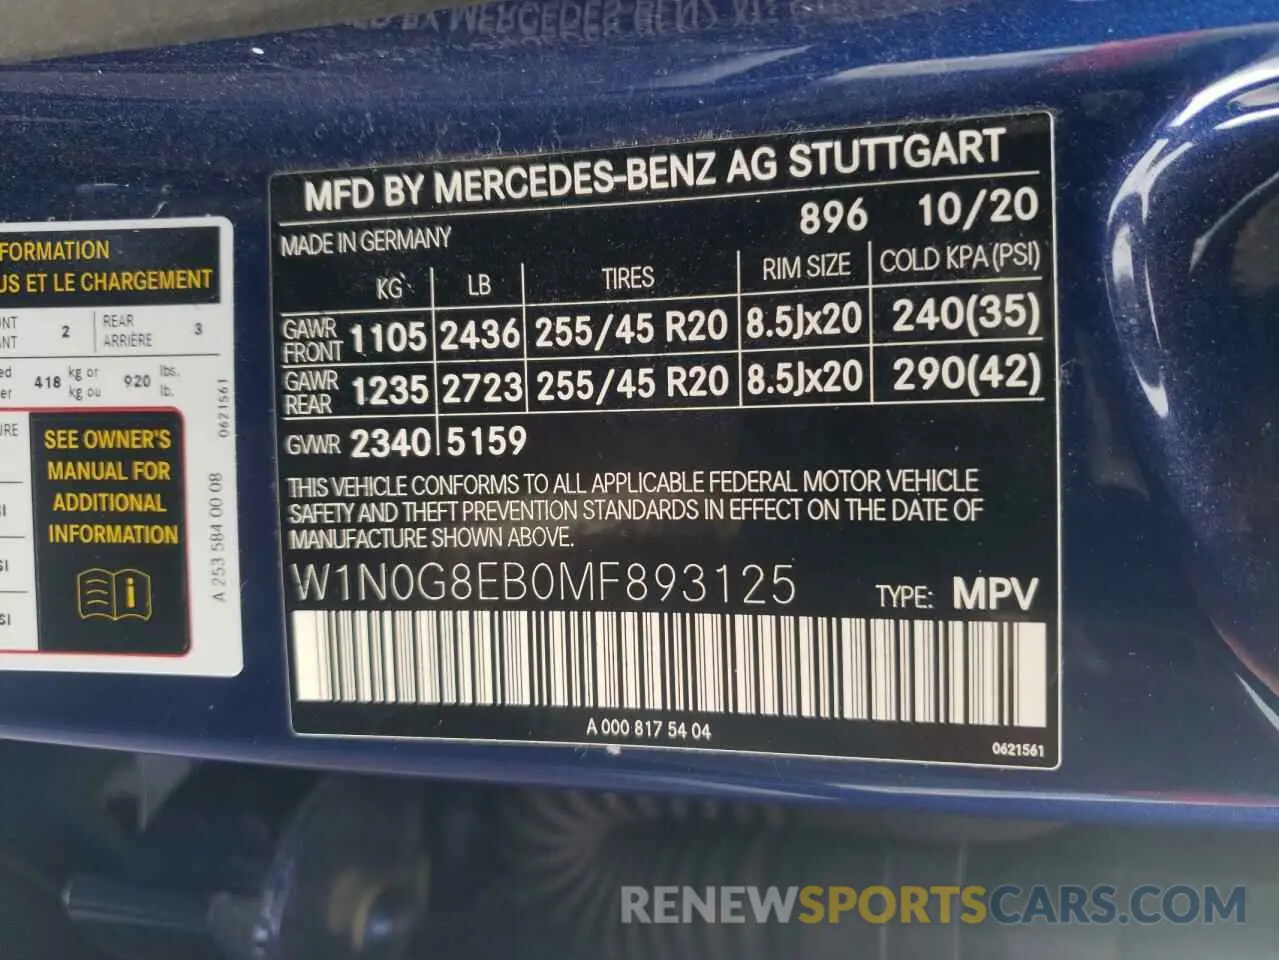 FORMATION
US ET LE CHARGEMENT
2
REAR
ARRIÈRE
3
418
kg or
kg ou
920
lbs.
lb.
SEE OWNER'S
MANUAL FOR
ADDITIONAL
INFORMATION
i
0621561
A 253 584 00 08
MFD BY MERCEDES-BENZ AG STUTTGART
896 10/20
MADE IN GERMANY
KG LB TIRES RIM SIZE COLD KPA (PSI)
GAWR FRONT 1105 2436 255/45 R20 8.5Jx20 240(35)
GAWR REAR 1235 2723 255/45 R20 8.5Jx20 290(42)
GVWR 2340 5159
THIS VEHICLE CONFORMS TO ALL APPLICABLE FEDERAL MOTOR VEHICLE
SAFETY AND THEFT PREVENTION STANDARDS IN EFFECT ON THE DATE OF
MANUFACTURE SHOWN ABOVE.
W1N0G8EB0MF893125 TYPE: MPV
A 000 817 54 04
0621561
RENEWSPORTSCARS.COM